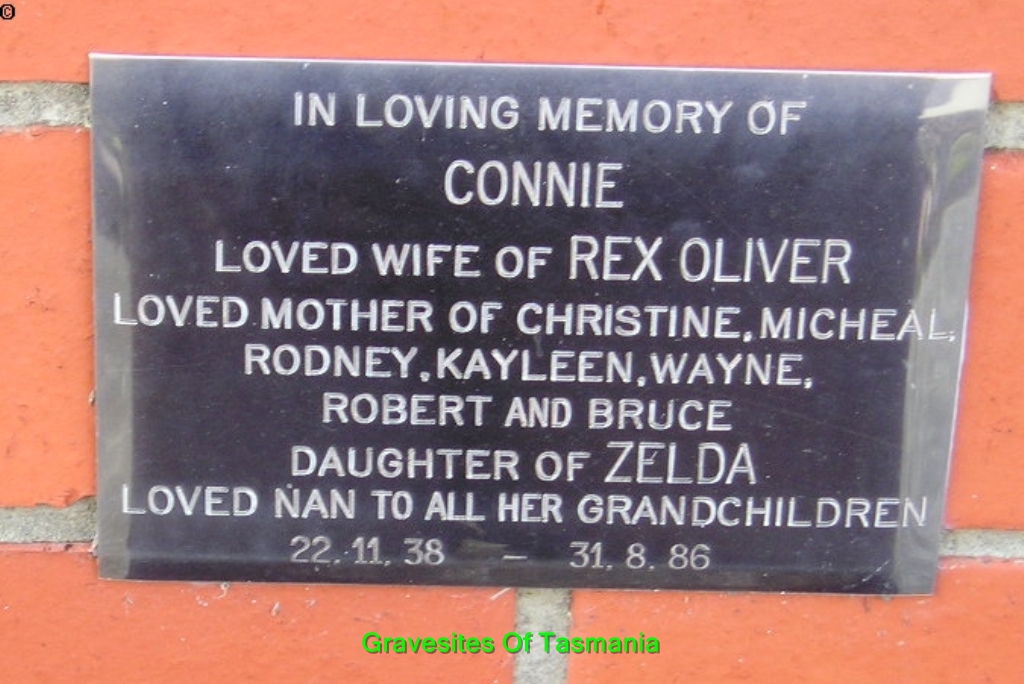 ©
IN LOVING MEMORY OF
CONNIE
LOVED WIFE OF REX OLIVER
LOVED MOTHER OF CHRISTINE, MICHEAL,
RODNEY, KAYLEEN, WAYNE,
ROBERT AND BRUCE
DAUGHTER OF ZELDA
LOVED NAN TO ALL HER GRANDCHILDREN
22. 11. 38 – 31. 8. 86
Gravesites Of Tasmania